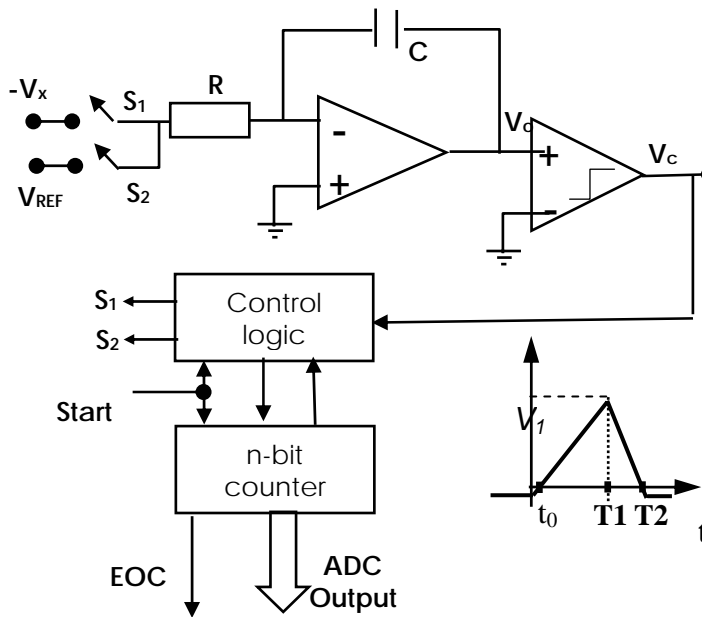 C
R
-Vx
S1
V0
Vc
-
+
+
-
VREF
S2
S1
S2
Control
logic
Start
n-bit
counter
V1
t0
T1
T2
t
EOC
ADC
Output